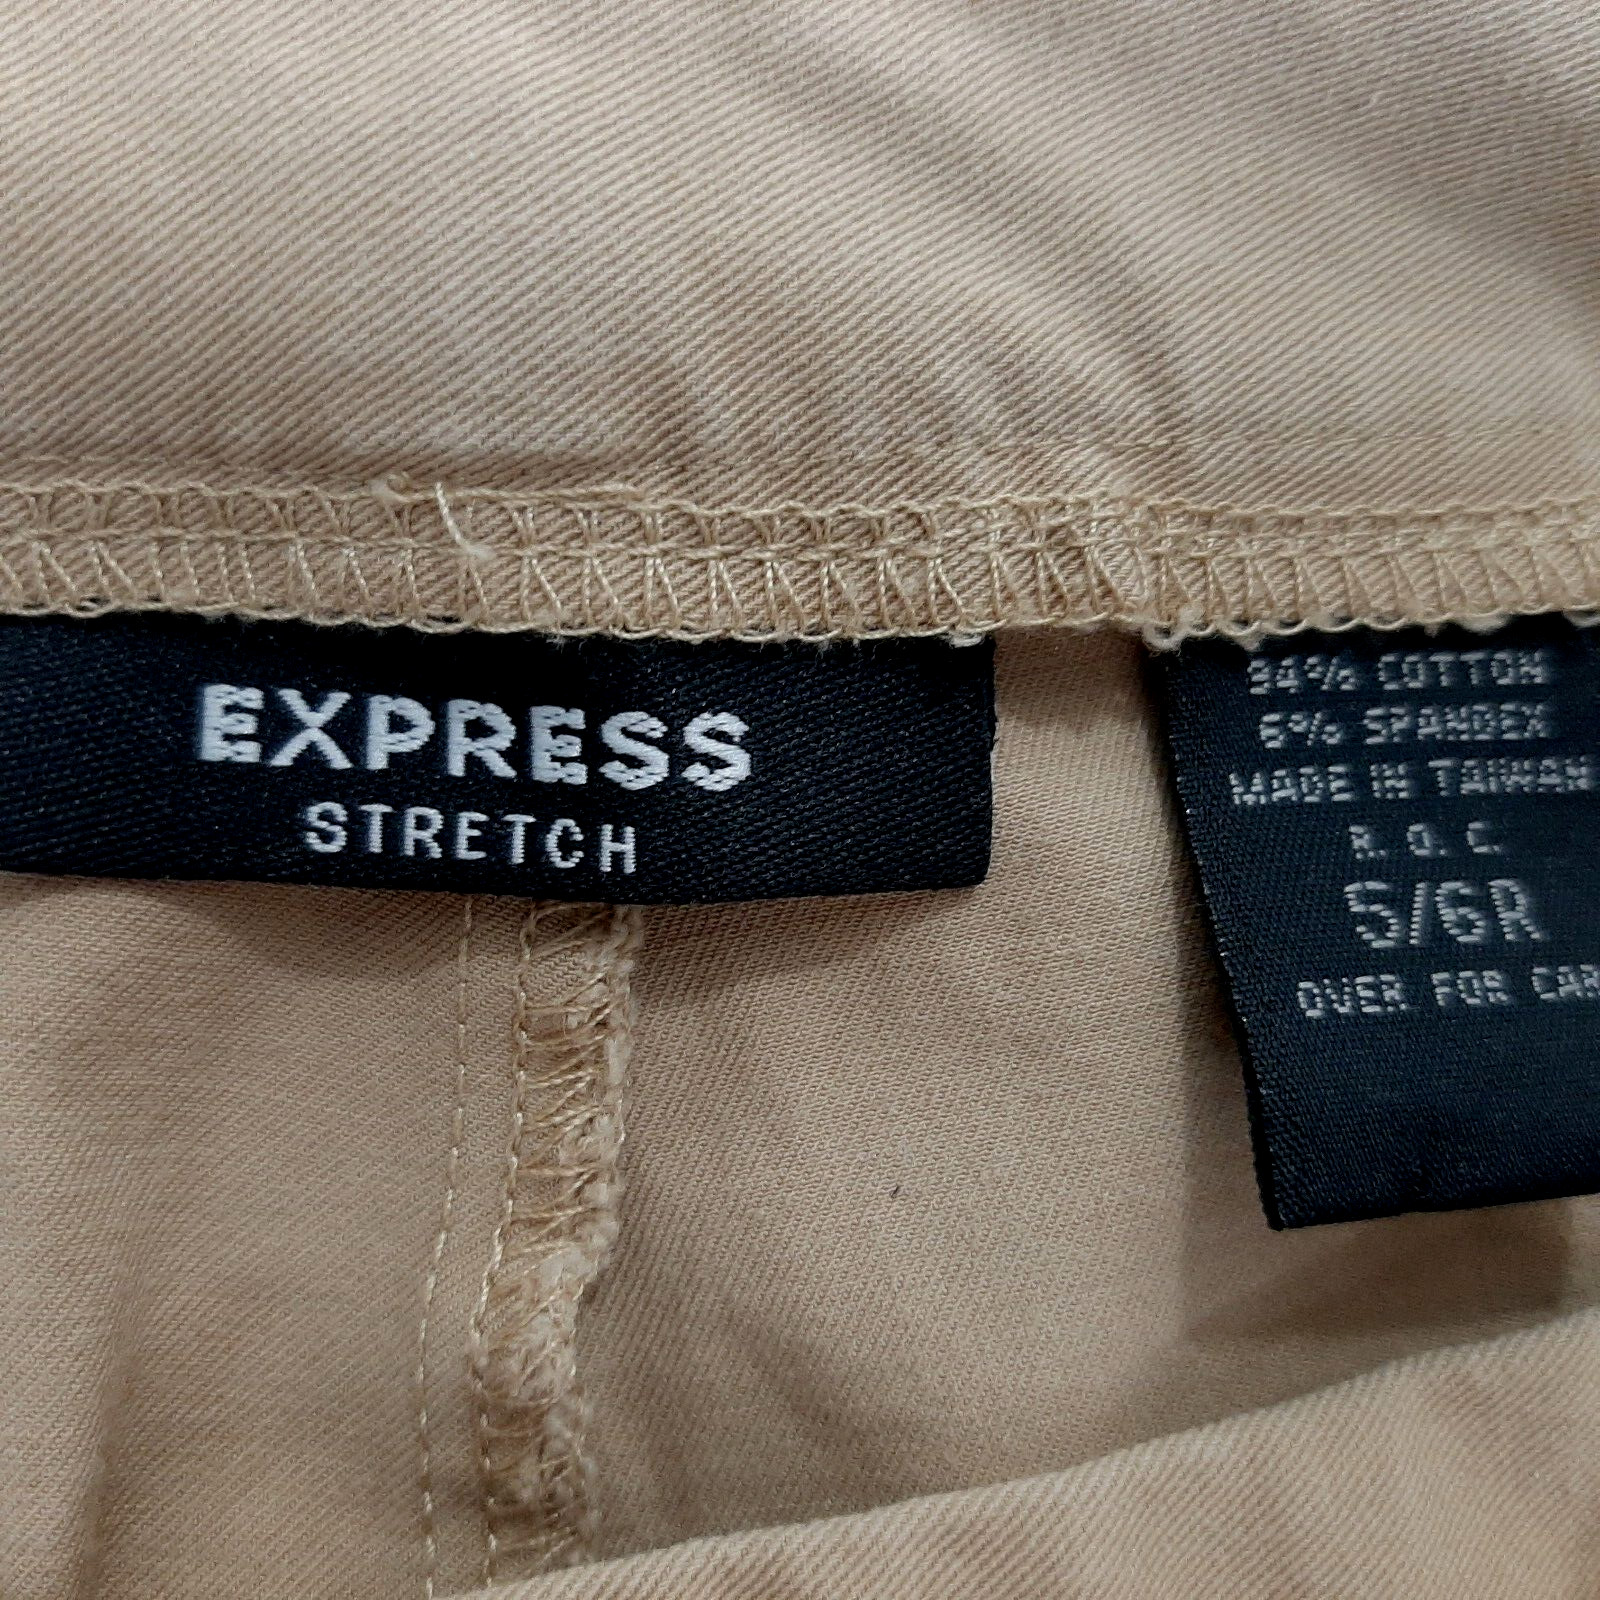 EXPRESS
STRETCH
94% COTTON
6% SPANDEX
MADE IN TAIWAN
R. O. C.
5/6R
OVER FOR CAR